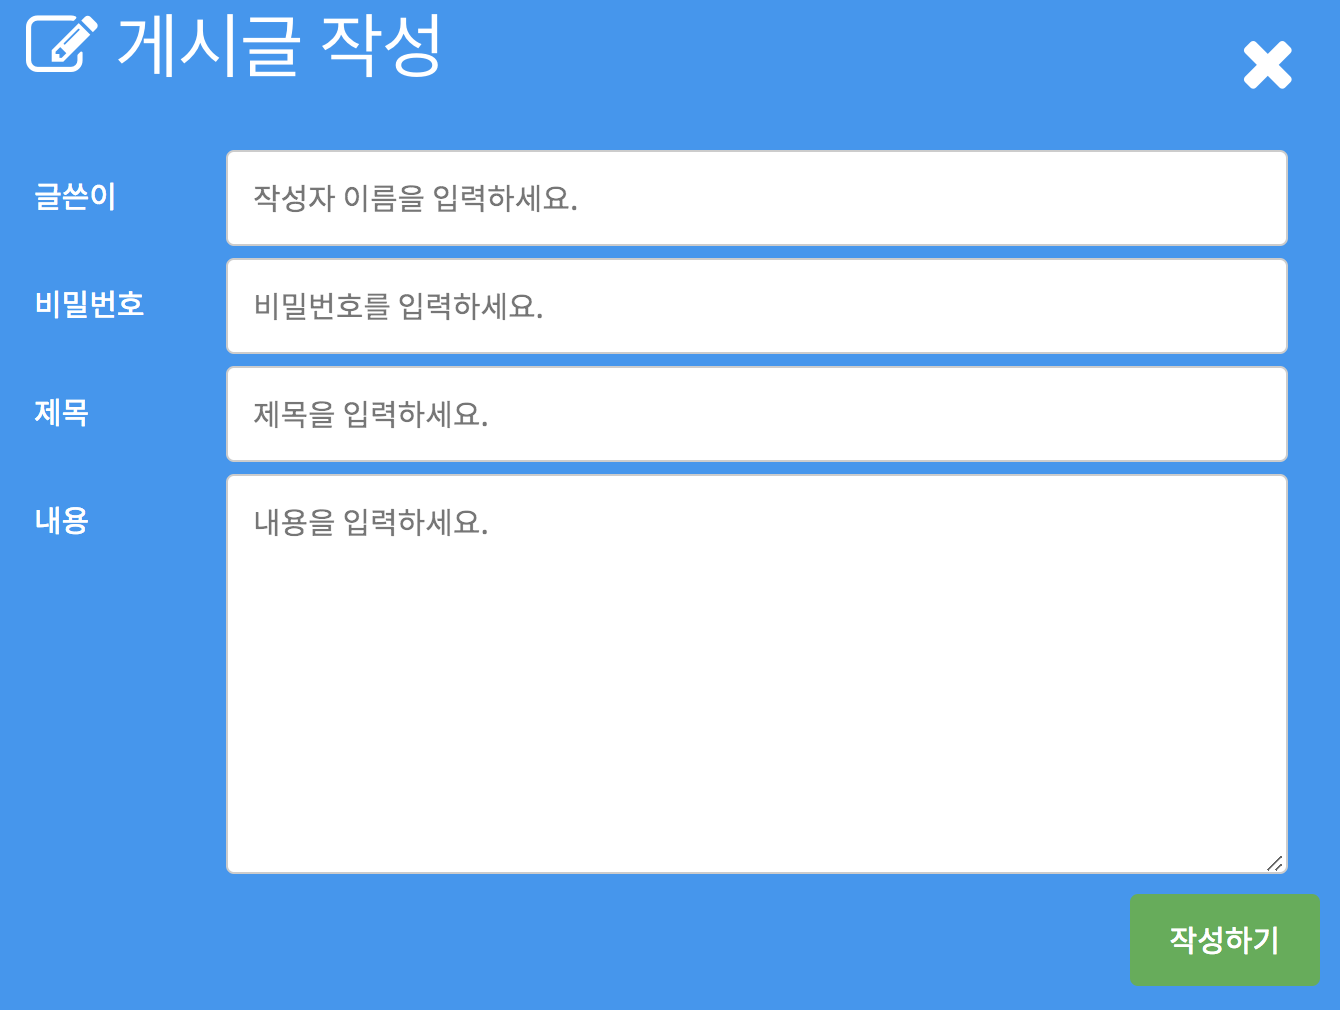 게시글 작성
글쓴이
작성자 이름을 입력하세요.
비밀번호
비밀번호를 입력하세요.
제목
제목을 입력하세요.
내용
내용을 입력하세요.
작성하기